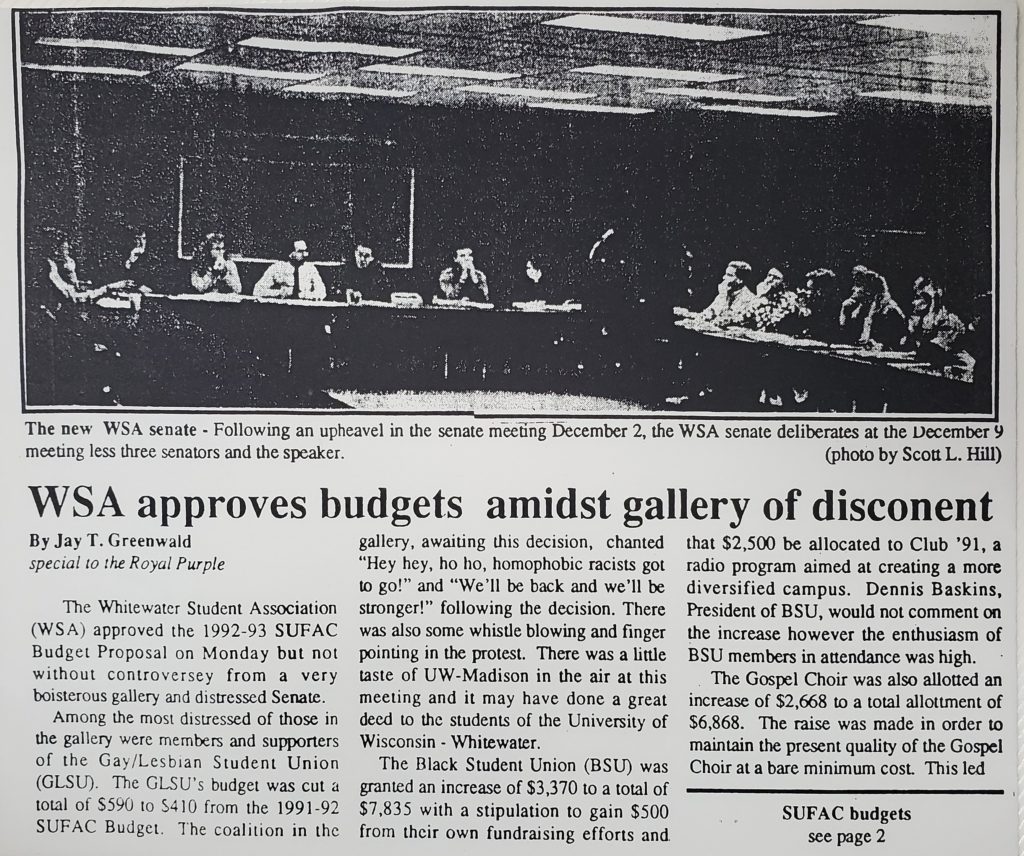 The new WSA senate - Following an upheavel in the senate meeting December 2, the WSA senate deliberates at the December 9
meeting less three senators and the speaker. (photo by Scott L. Hill)
WSA approves budgets amidst gallery of disconent
By Jay T. Greenwald
special to the Royal Purple
The Whitewater Student Association
(WSA) approved the 1992-93 SUFAC
Budget Proposal on Monday but not
without controversey from a very
boisterous gallery and distressed Senate.
Among the most distressed of those in
the gallery were members and supporters
of the Gay/Lesbian Student Union
(GLSU). The GLSU's budget was cut a
total of $590 to $410 from the 1991-92
SUFAC Budget. The coalition in the
gallery, awaiting this decision, chanted
"Hey hey, ho ho, homophobic racists got
to go!" and "We'll be back and we'll be
stronger!" following the decision. There
was also some whistle blowing and finger
pointing in the protest. There was a little
taste of UW-Madison in the air at this
meeting and it may have done a great
deed to the students of the University of
Wisconsin - Whitewater.
The Black Student Union (BSU) was
granted an increase of $3,370 to a total of
$7,835 with a stipulation to gain $500
from their own fundraising efforts and
that $2,500 be allocated to Club '91, a
radio program aimed at creating a more
diversified campus. Dennis Baskins,
President of BSU, would not comment on
the increase however the enthusiasm of
BSU members in attendance was high.
The Gospel Choir was also allotted an
increase of $2,668 to a total allotment of
$6,868. The raise was made in order to
maintain the present quality of the Gospel
Choir at a bare minimum cost. This led
SUFAC budgets
see page 2